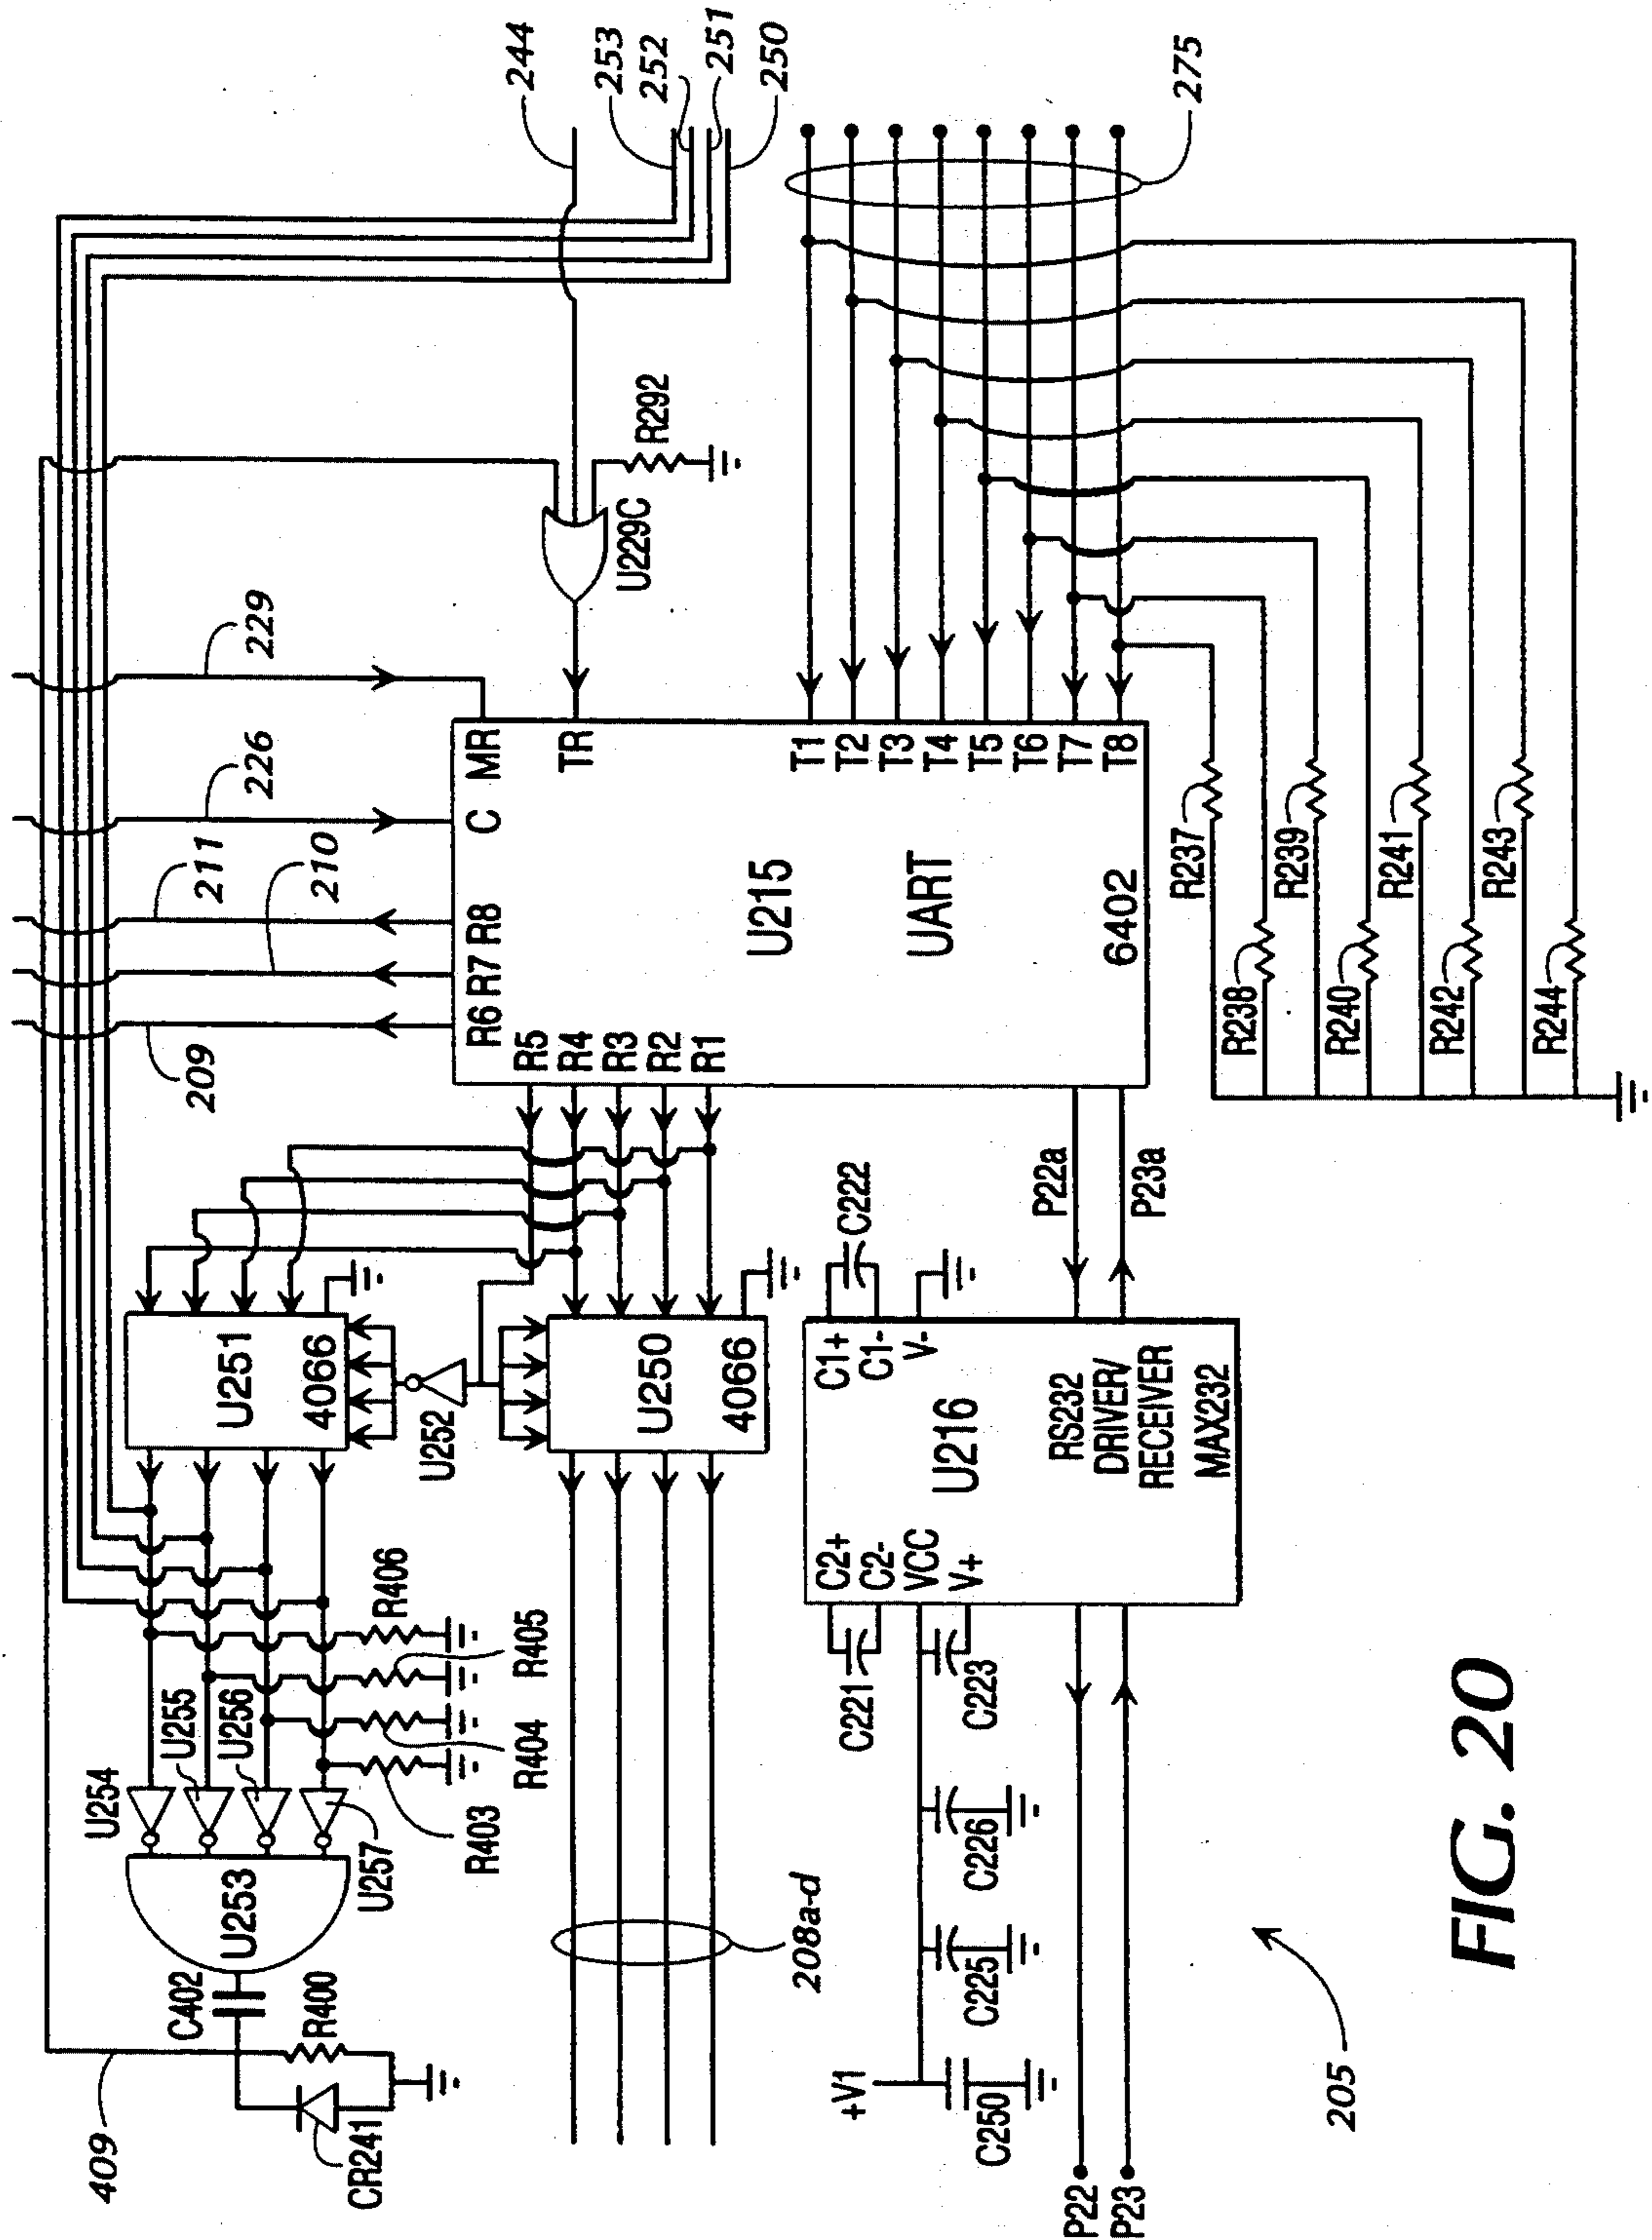 409
CR241
C402
R400
U253
U254
U255
U256
U257
R403
R404
R405
R406
U251
4066
U252
U250
4066
208a-d
209
210
211
226
229
244
253
252
251
250
R292
U229C
R6
R7
R8
C
MR
TR
R5
R4
R3
R2
R1
U215
UART
6402
T1
T2
T3
T4
T5
T6
T7
T8
275
P22a
P23a
C222
C1+
C1-
V-
U216
RS232
DRIVER/
RECEIVER
MAX232
C2+
C2-
VCC
V+
C221
C223
C226
C225
C250
+V1
P22
P23
R237
R238
R239
R240
R241
R242
R243
R244
205
FIG. 20